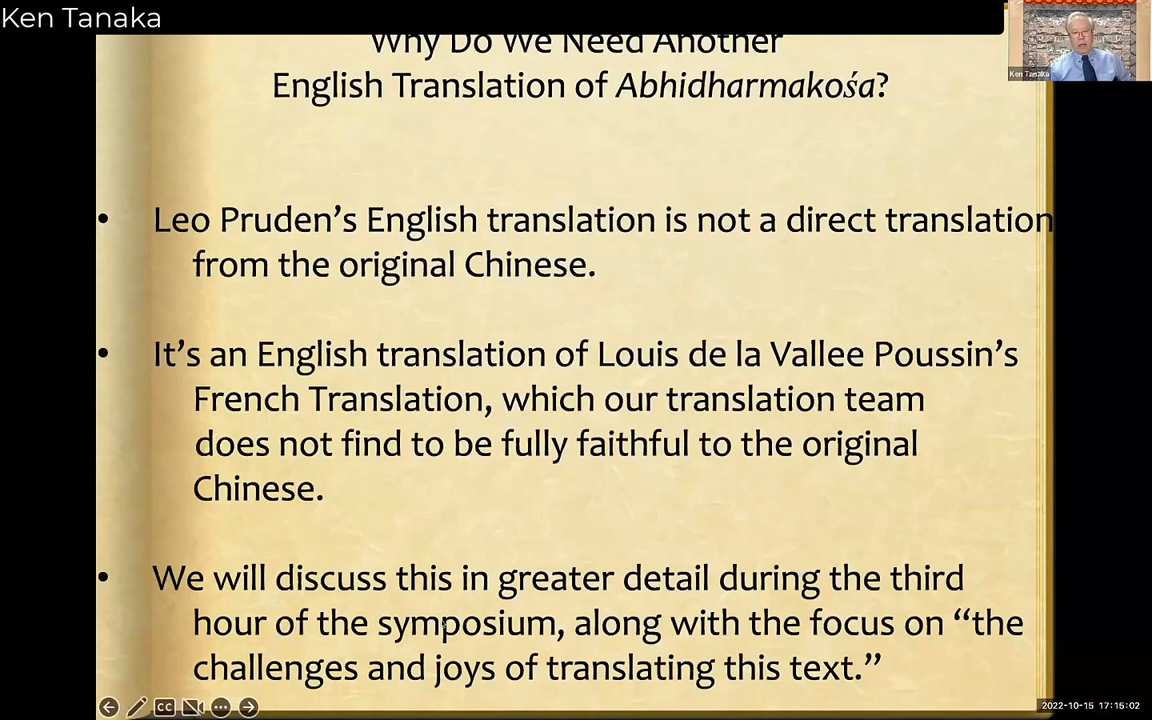 Ken Tanaka
Ken Tanaka
Why Do We Need Another
English Translation of Abhidharmakośa?
• Leo Pruden’s English translation is not a direct translation
from the original Chinese.
• It’s an English translation of Louis de la Vallee Poussin’s
French Translation, which our translation team
does not find to be fully faithful to the original
Chinese.
• We will discuss this in greater detail during the third
hour of the symposium, along with the focus on “the
challenges and joys of translating this text.”
CC
2022-10-15 17:15:02